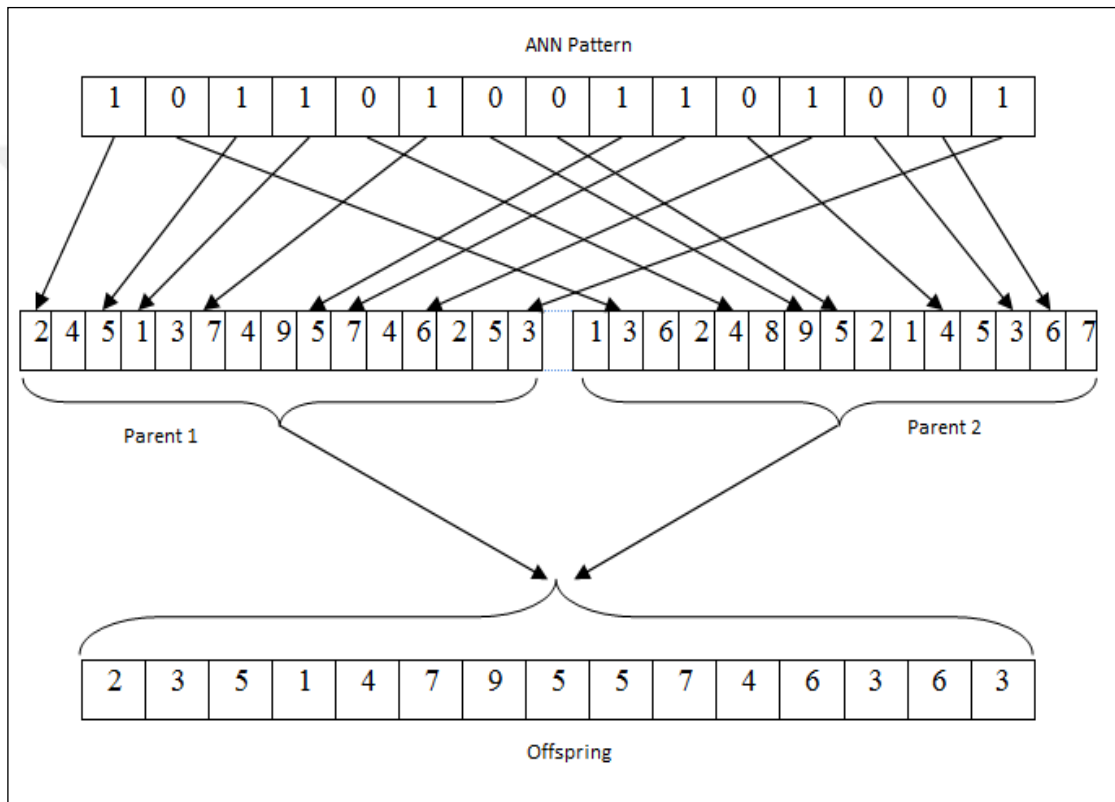 ANN Pattern
1 0 1 1 0 1 0 0 1 1 0 1 0 0 1
2 4 5 1 3 7 4 9 5 7 4 6 2 5 3 1 3 6 2 4 8 9 5 2 1 4 5 3 6 7
Parent 1 Parent 2
2 3 5 1 4 7 9 5 5 7 4 6 3 6 3
Offspring